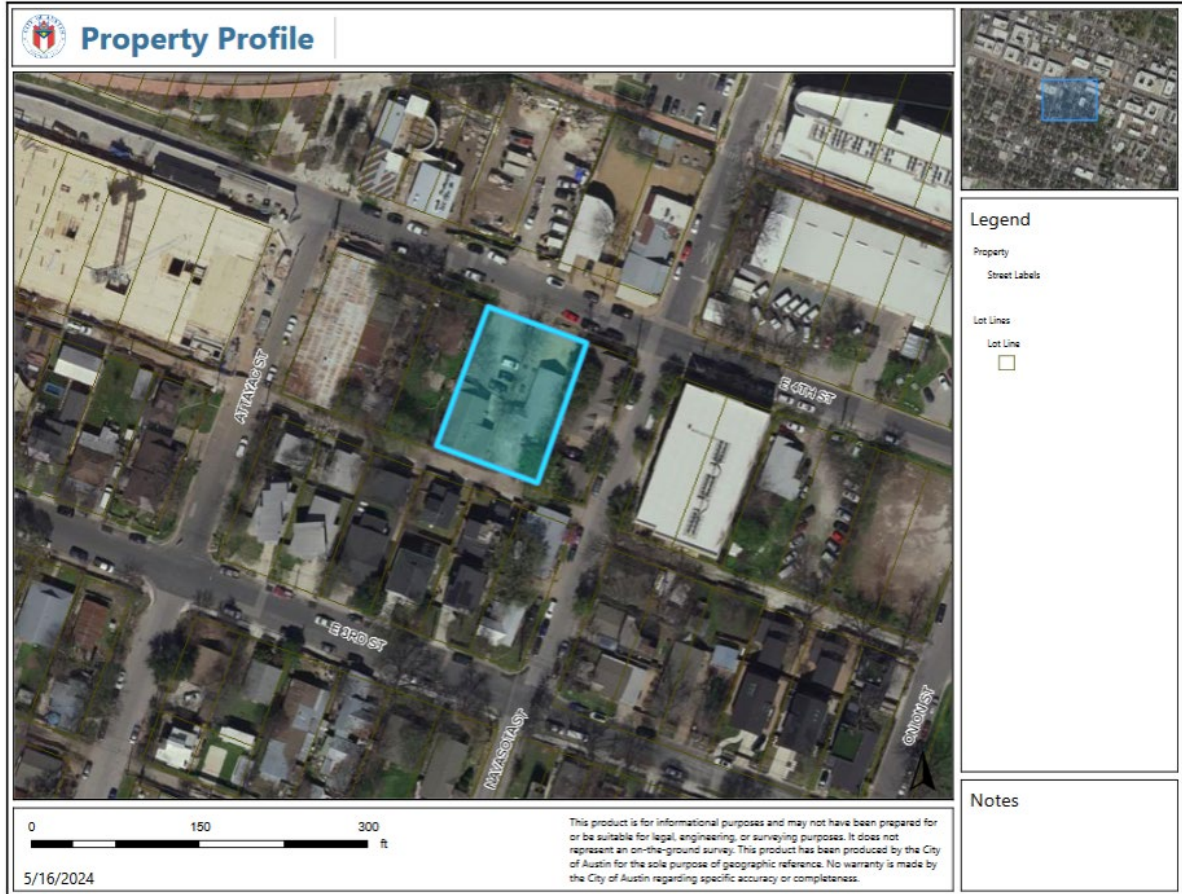 Property Profile
ATTAYAC ST
E 4TH ST
E 3RD ST
NAVASOTA ST
ONION ST
Legend
Property
Street Labels
Lot Lines
Lot Line
Notes
0 150 300
ft
5/16/2024
This product is for informational purposes and may not have been prepared for
or be suitable for legal, engineering, or surveying purposes. It does not
represent an on-the-ground survey. This product has been produced by the City
of Austin for the sole purpose of geographic reference. No warranty is made by
the City of Austin regarding specific accuracy or completeness.